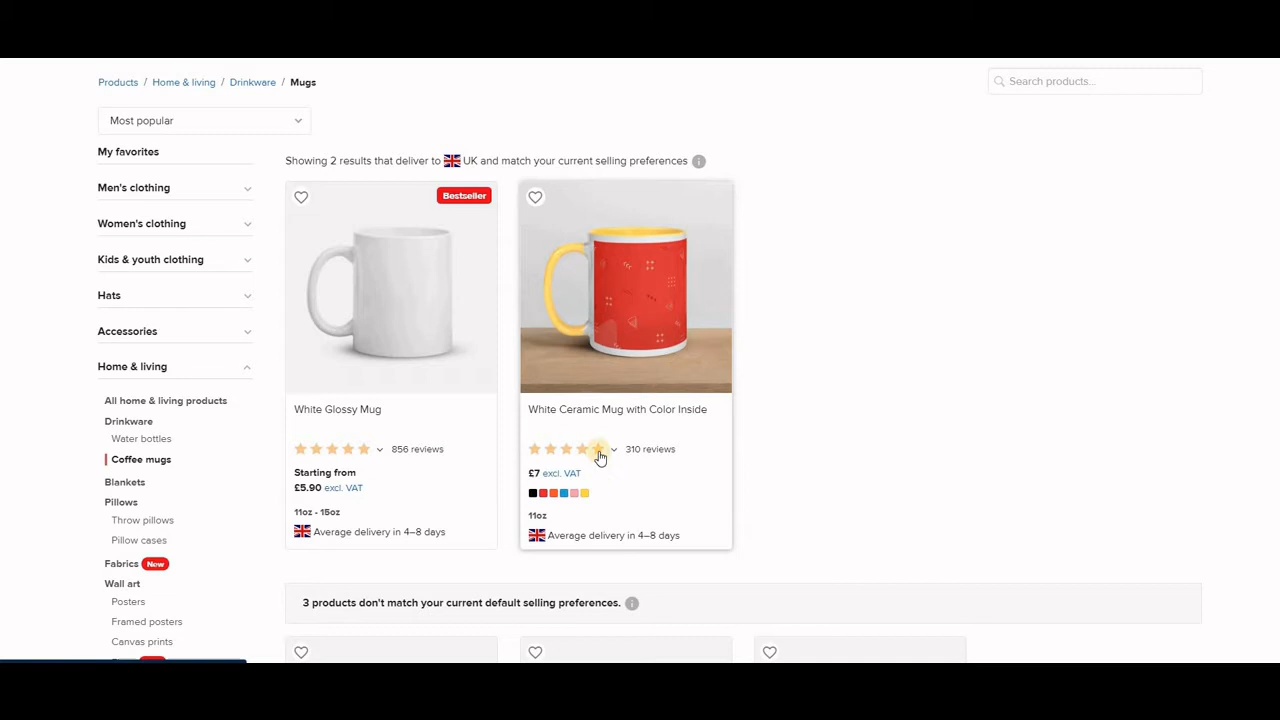 Products / Home & living / Drinkware / Mugs
Search products...
Most popular
My favorites
Showing 2 results that deliver to UK and match your current selling preferences
Men's clothing
Women's clothing
Kids & youth clothing
Hats
Accessories
Home & living
All home & living products
Drinkware
Water bottles
Coffee mugs
Blankets
Pillows
Throw pillows
Pillow cases
Fabrics New
Wall art
Posters
Framed posters
Canvas prints
Bestseller
White Glossy Mug
856 reviews
Starting from
£5.90 excl. VAT
11oz - 15oz
Average delivery in 4–8 days
White Ceramic Mug with Color Inside
310 reviews
£7 excl. VAT
11oz
Average delivery in 4–8 days
3 products don't match your current default selling preferences.